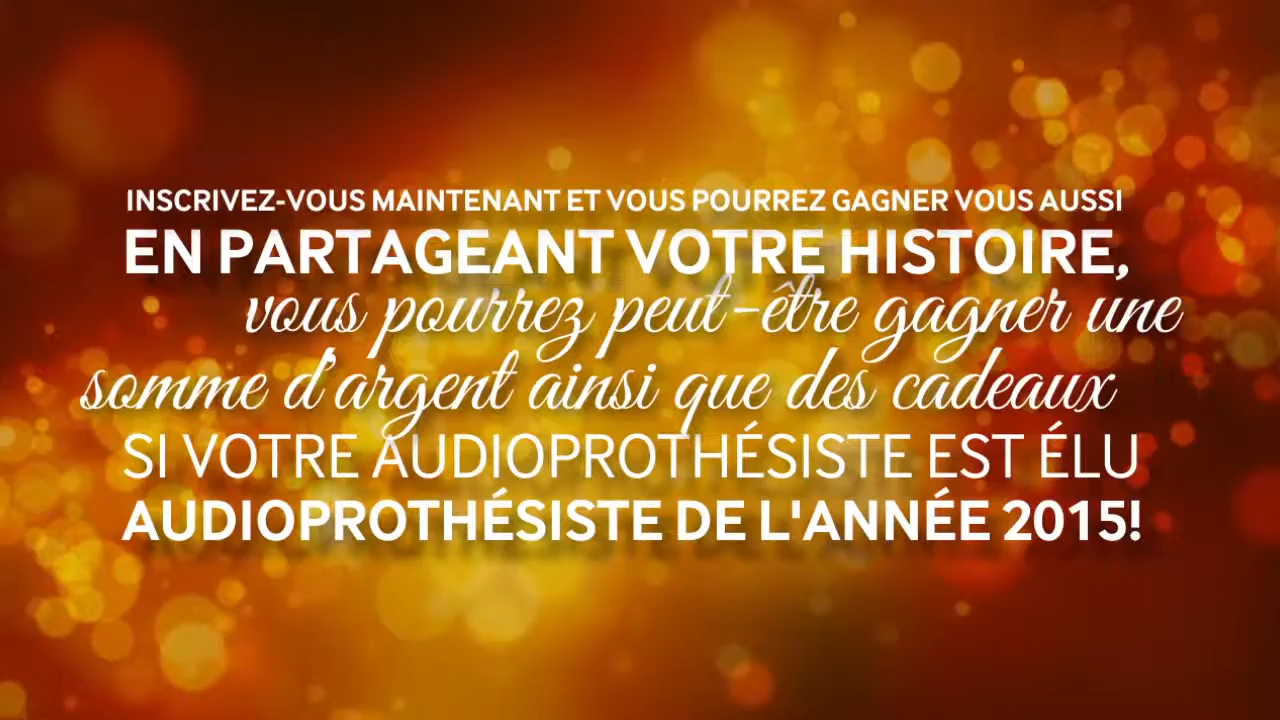 INSCRIVEZ-VOUS MAINTENANT ET VOUS POURREZ GAGNER VOUS AUSSI
EN PARTAGEANT VOTRE HISTOIRE,
vous pourrez peut-être gagner une
somme d'argent ainsi que des cadeaux
SI VOTRE AUDIOPROTHÉSISTE EST ÉLU
AUDIOPROTHÉSISTE DE L'ANNÉE 2015!